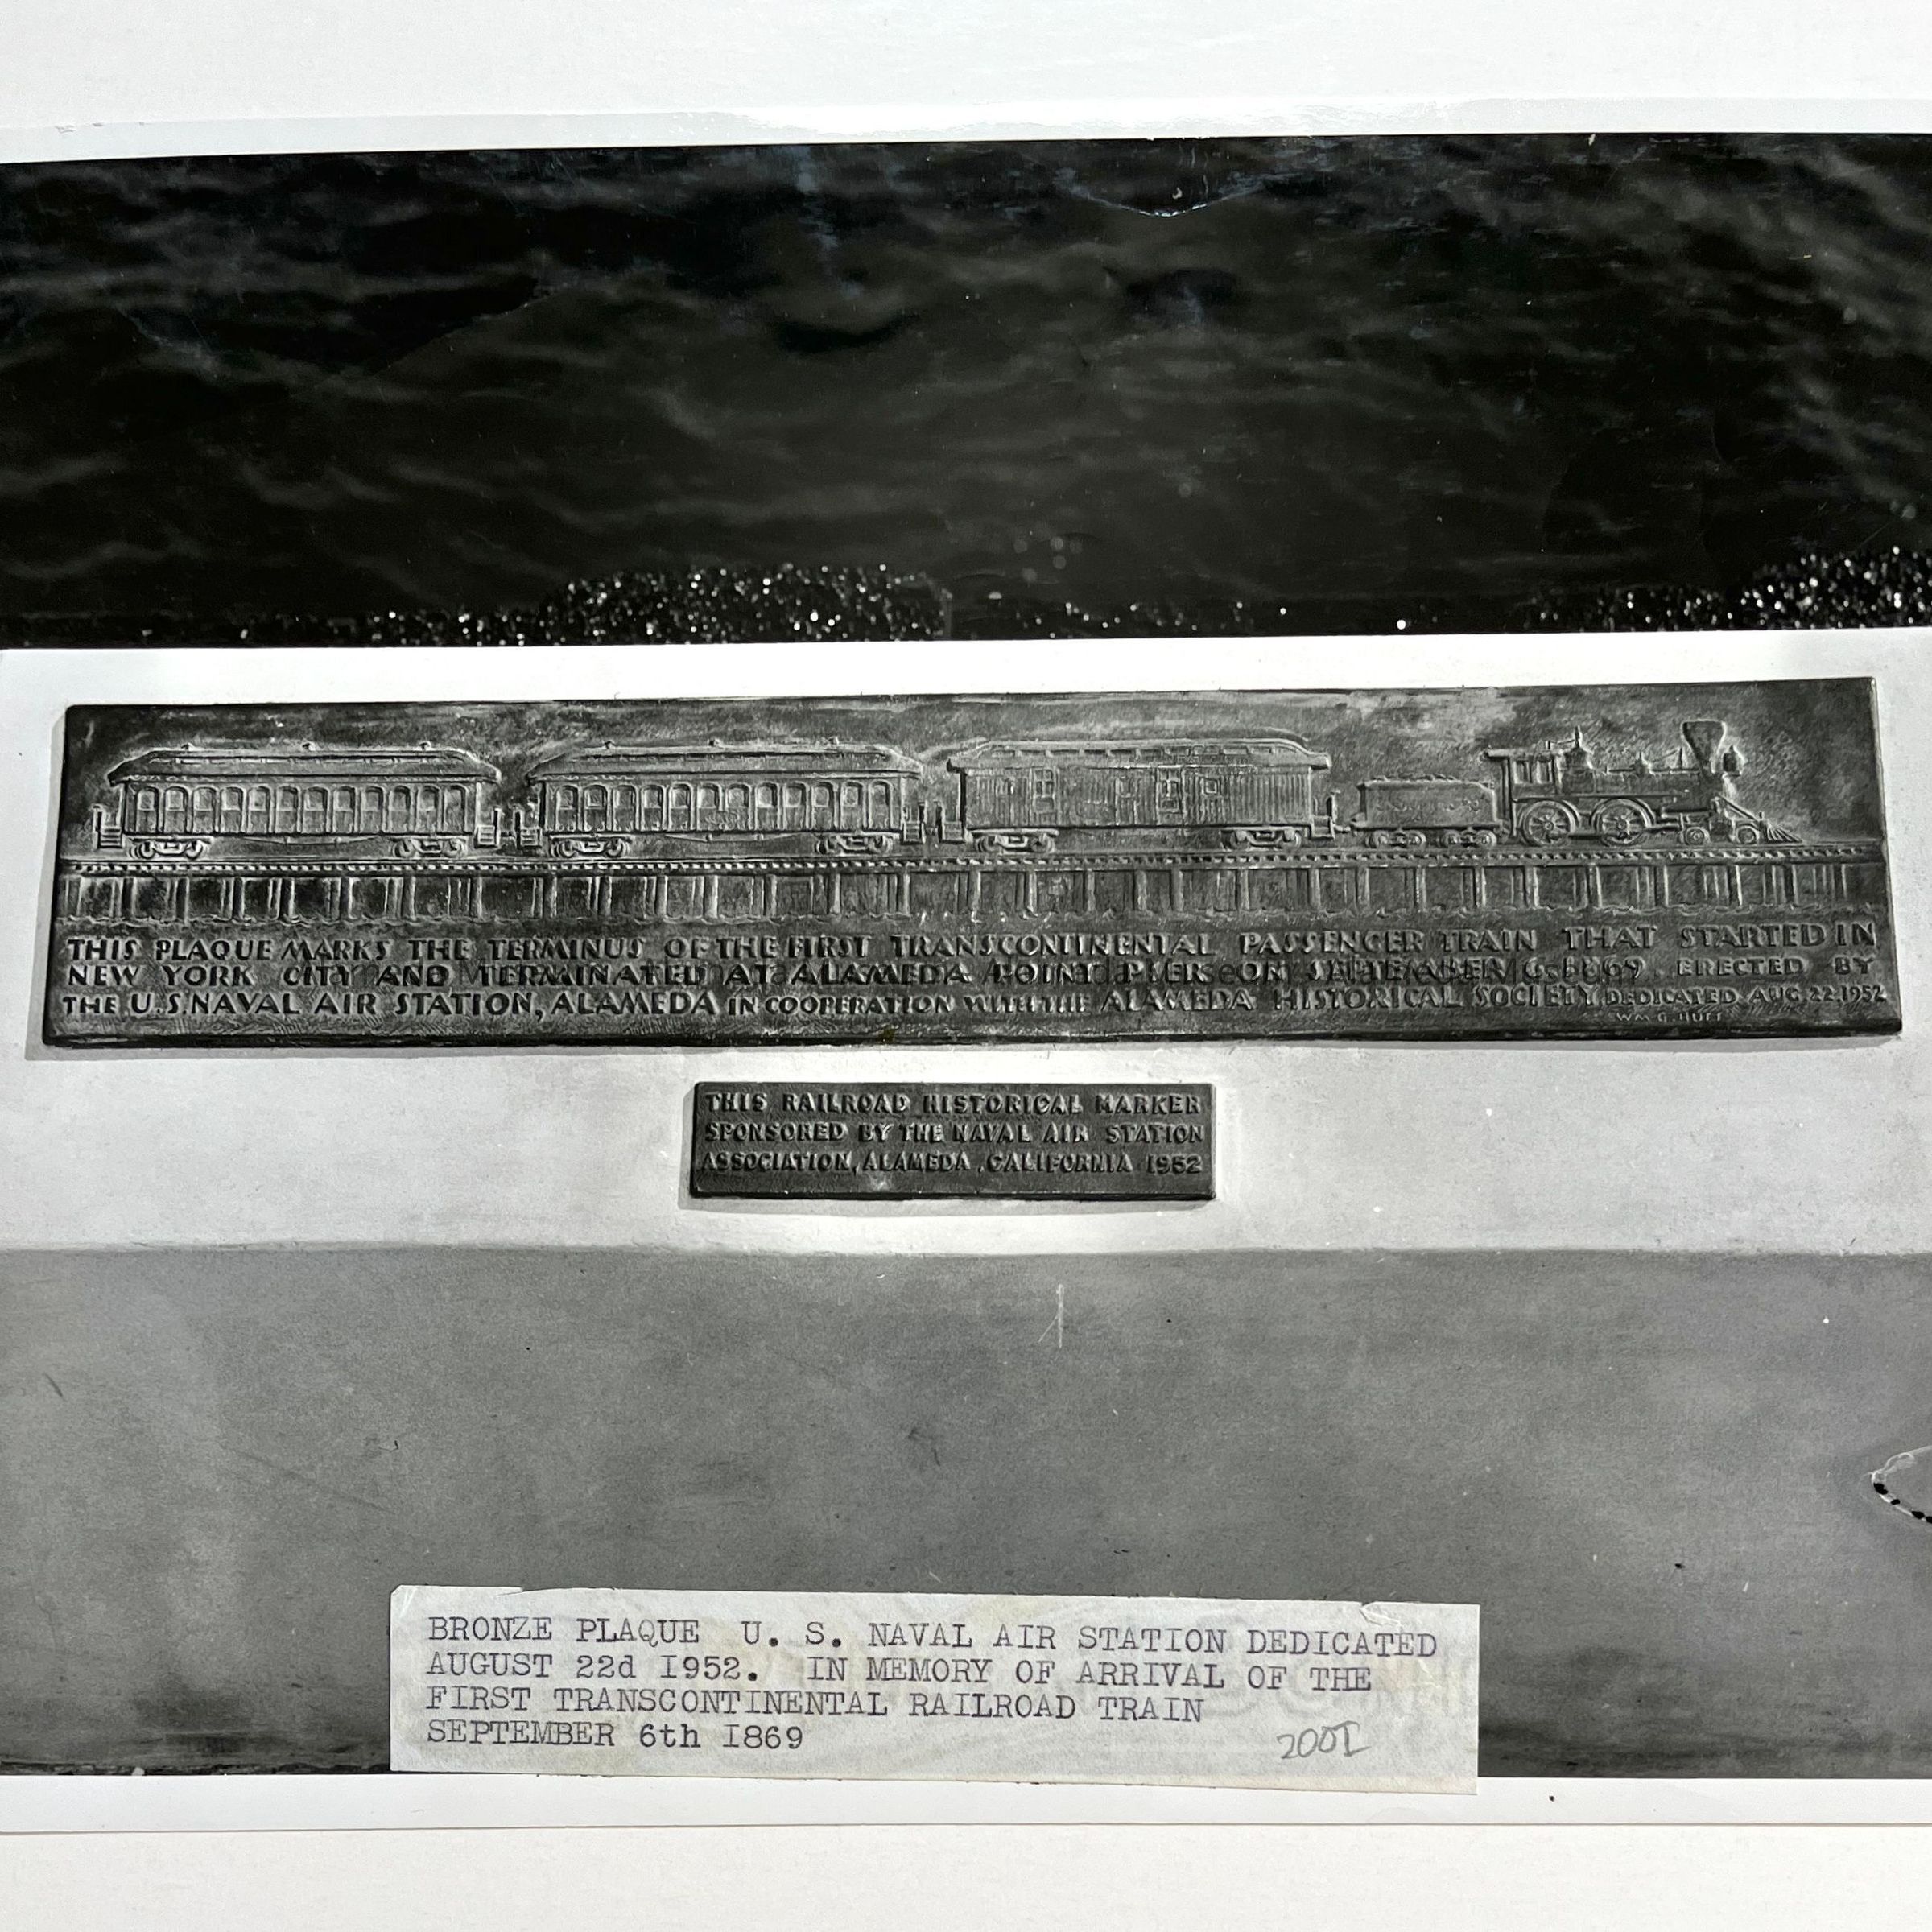 THIS PLAQUE MARKS THE TERMINUS OF THE FIRST TRANSCONTINENTAL PASSENGER TRAIN THAT STARTED IN
NEW YORK CITY AND TERMINATED AT ALAMEDA POINT PIER ON SEPTEMBER 6, 1869. ERECTED BY
THE U.S. NAVAL AIR STATION, ALAMEDA IN COOPERATION WITH THE ALAMEDA HISTORICAL SOCIETY. DEDICATED AUG. 22, 1952
WM G. HUFF
THIS RAILROAD HISTORICAL MARKER
SPONSORED BY THE NAVAL AIR STATION
ASSOCIATION, ALAMEDA, CALIFORNIA 1952
BRONZE PLAQUE U. S. NAVAL AIR STATION DEDICATED
AUGUST 22d 1952. IN MEMORY OF ARRIVAL OF THE
FIRST TRANSCONTINENTAL RAILROAD TRAIN
SEPTEMBER 6th 1869